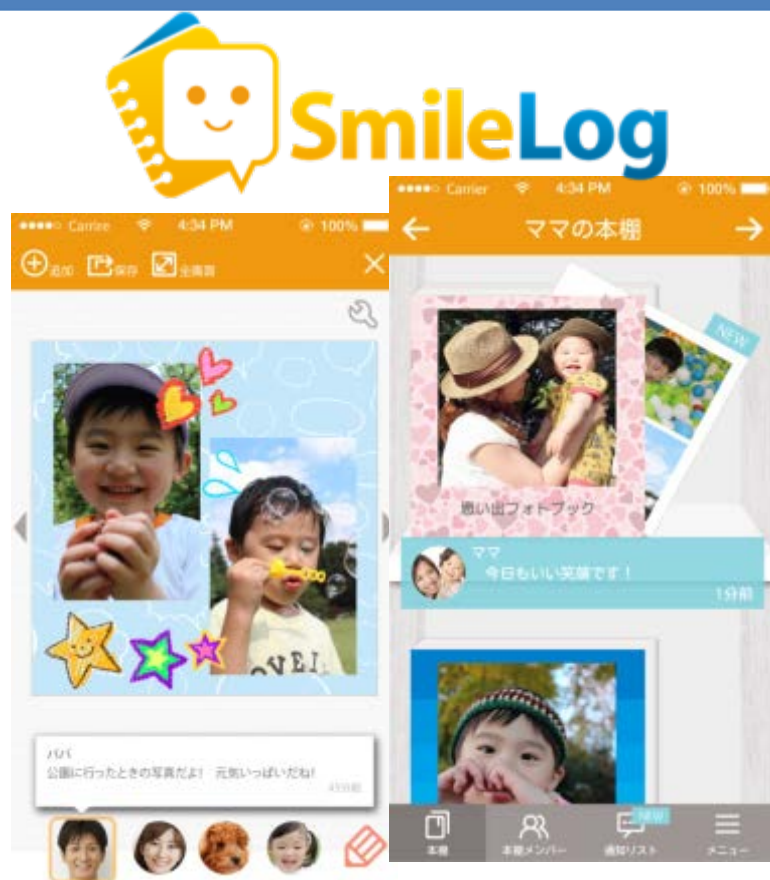 SmileLog
Carrier 4:34 PM 100%
追加 保存 全画面
パパ
公園に行ったときの写真だよ! 元気いっぱいだね!
Carrier 4:34 PM 100%
ママの本棚
NEW
思い出フォトブック
ママ
今日もいい笑顔です！
1分前
NEW
本棚 本棚メンバー 通知リスト メニュー